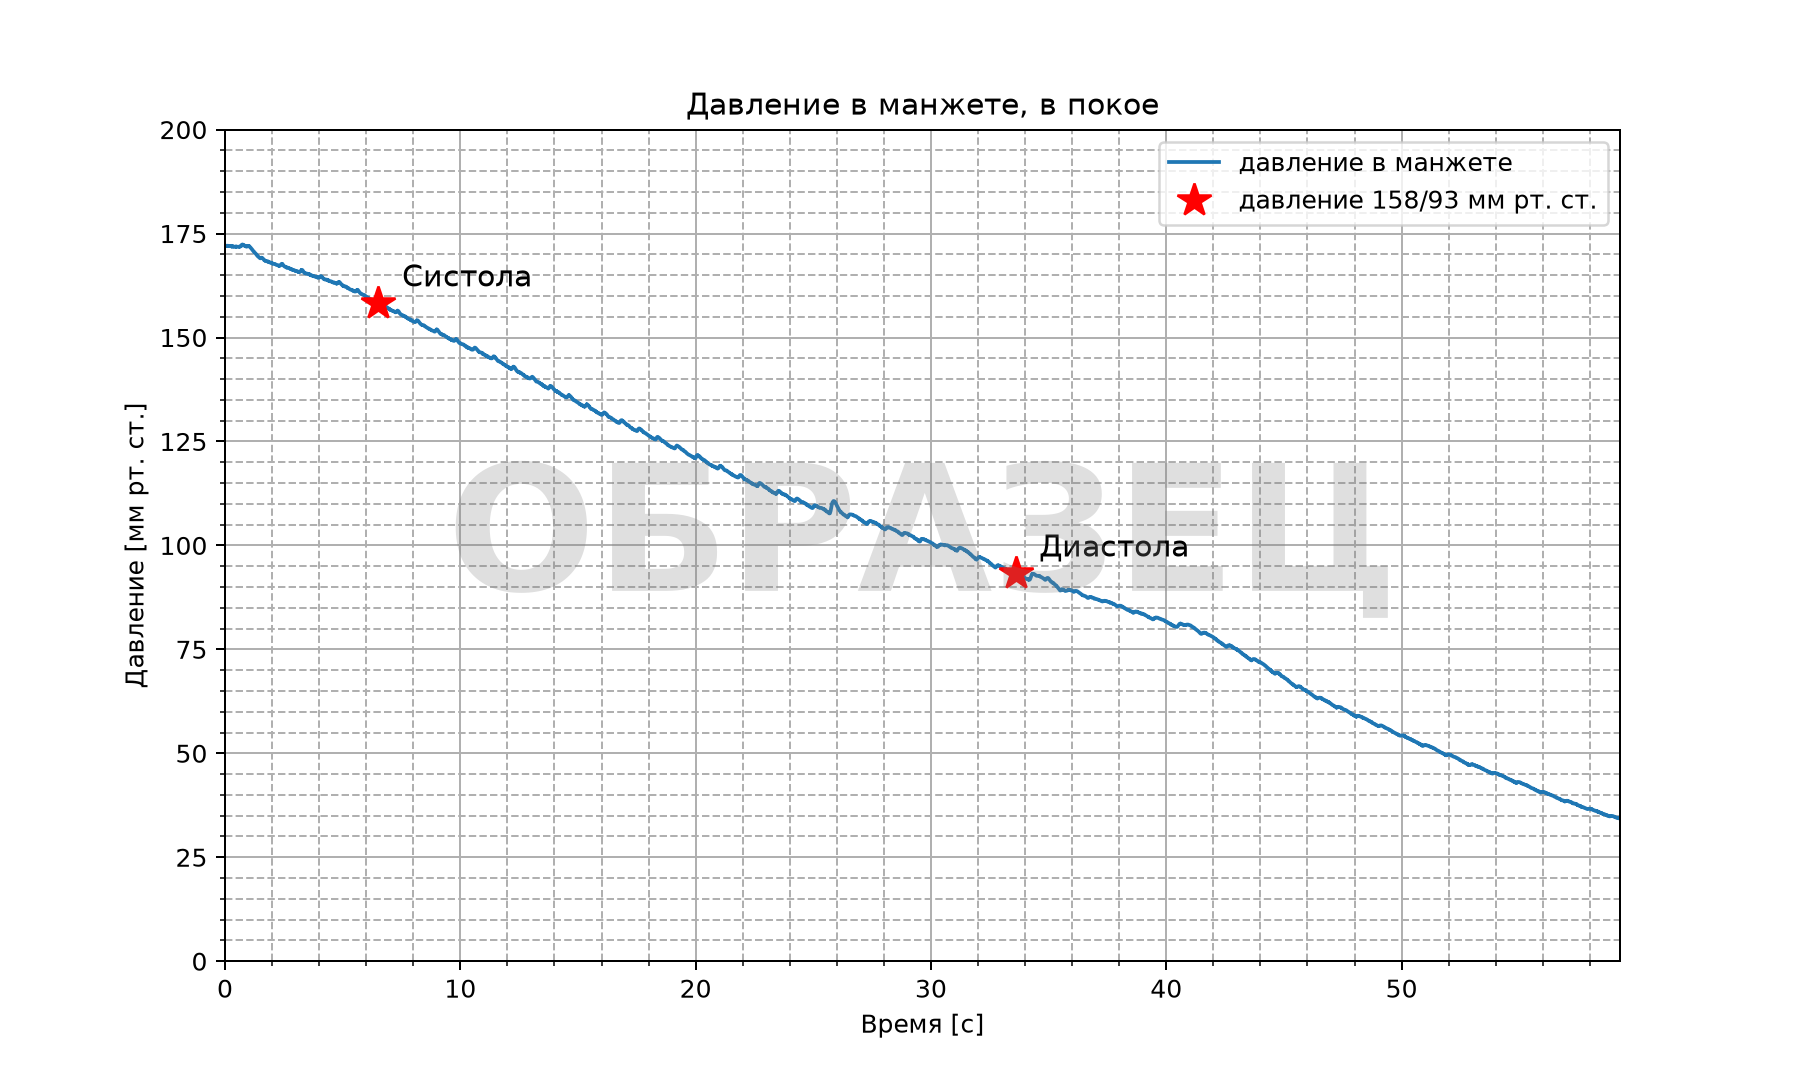 Давление в манжете, в покое
давление в манжете
давление 158/93 мм рт. ст.
Систола
Диастола
ОБРАЗЕЦ
Давление [мм рт. ст.]
200
175
150
125
100
75
50
25
0
0 10 20 30 40 50
Время [с]